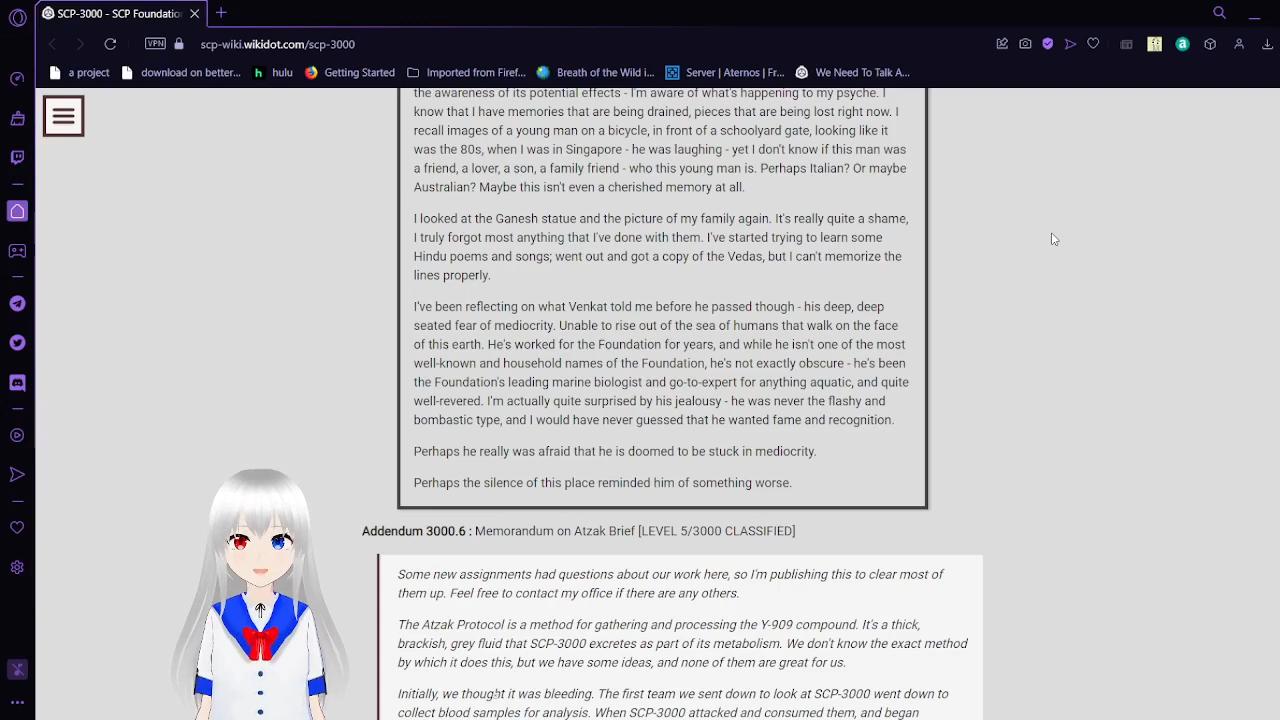 SCP-3000 - SCP Foundation
VPN
scp-wiki.wikidot.com/scp-3000
a project
download on better...
hulu
Getting Started
Imported from Firef...
Breath of the Wild i...
Server | Aternos | Fr...
We Need To Talk A...
the awareness of its potential effects - I'm aware of what's happening to my psyche. I
know that I have memories that are being drained, pieces that are being lost right now. I
recall images of a young man on a bicycle, in front of a schoolyard gate, looking like it
was the 80s, when I was in Singapore - he was laughing - yet I don't know if this man was
a friend, a lover, a son, a family friend - who this young man is. Perhaps Italian? Or maybe
Australian? Maybe this isn't even a cherished memory at all.
I looked at the Ganesh statue and the picture of my family again. It's really quite a shame,
I truly forgot most anything that I've done with them. I've started trying to learn some
Hindu poems and songs; went out and got a copy of the Vedas, but I can't memorize the
lines properly.
I've been reflecting on what Venkat told me before he passed though - his deep, deep
seated fear of mediocrity. Unable to rise out of the sea of humans that walk on the face
of this earth. He's worked for the Foundation for years, and while he isn't one of the most
well-known and household names of the Foundation, he's not exactly obscure - he's been
the Foundation's leading marine biologist and go-to-expert for anything aquatic, and quite
well-revered. I'm actually quite surprised by his jealousy - he was never the flashy and
bombastic type, and I would have never guessed that he wanted fame and recognition.
Perhaps he really was afraid that he is doomed to be stuck in mediocrity.
Perhaps the silence of this place reminded him of something worse.
Addendum 3000.6 : Memorandum on Atzak Brief [LEVEL 5/3000 CLASSIFIED]
Some new assignments had questions about our work here, so I'm publishing this to clear most of
them up. Feel free to contact my office if there are any others.
The Atzak Protocol is a method for gathering and processing the Y-909 compound. It's a thick,
brackish, grey fluid that SCP-3000 excretes as part of its metabolism. We don't know the exact method
by which it does this, but we have some ideas, and none of them are great for us.
Initially, we thought it was bleeding. The first team we sent down to look at SCP-3000 went down to
collect blood samples for analysis. When SCP-3000 attacked and consumed them, and began